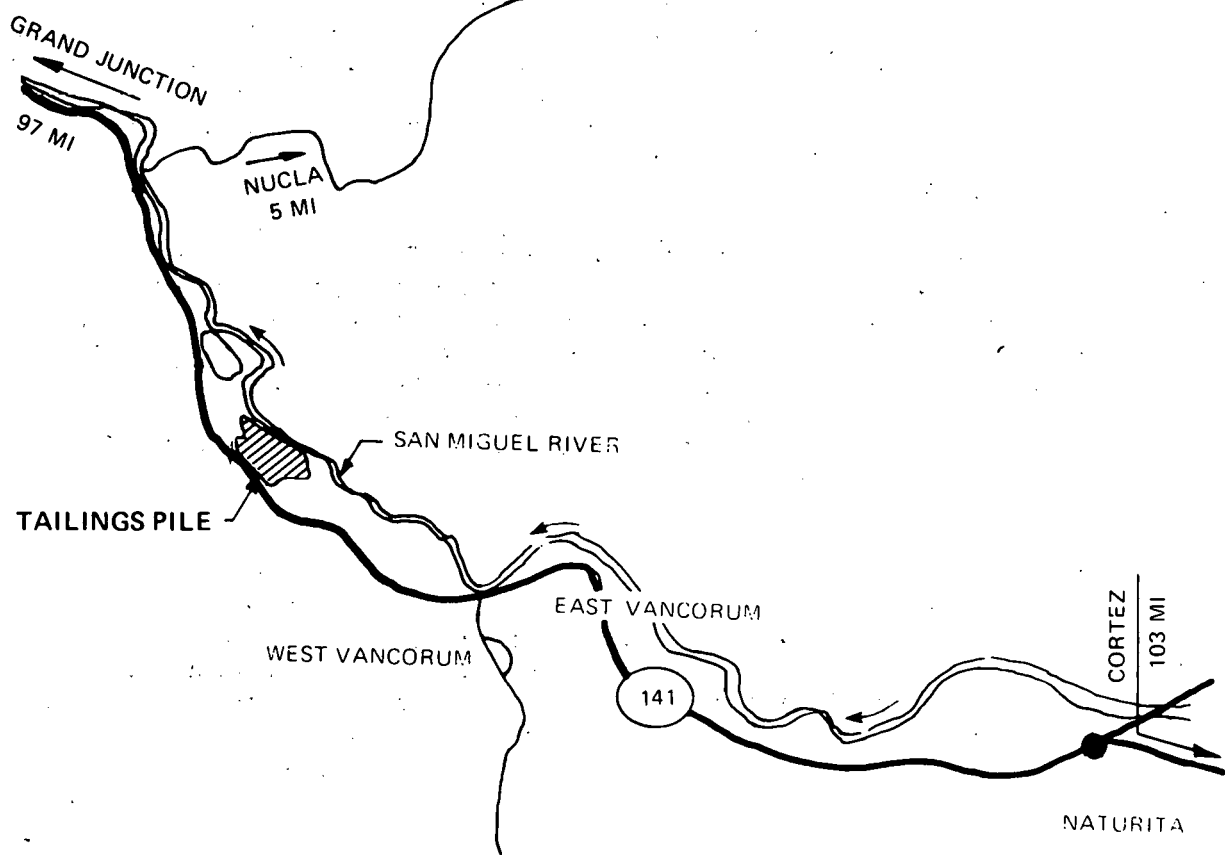 GRAND JUNCTION
97 MI
NUCLA
5 MI
SAN MIGUEL RIVER
TAILINGS PILE
EAST VANCORUM
WEST VANCORUM
141
CORTEZ
103 MI
NATURITA